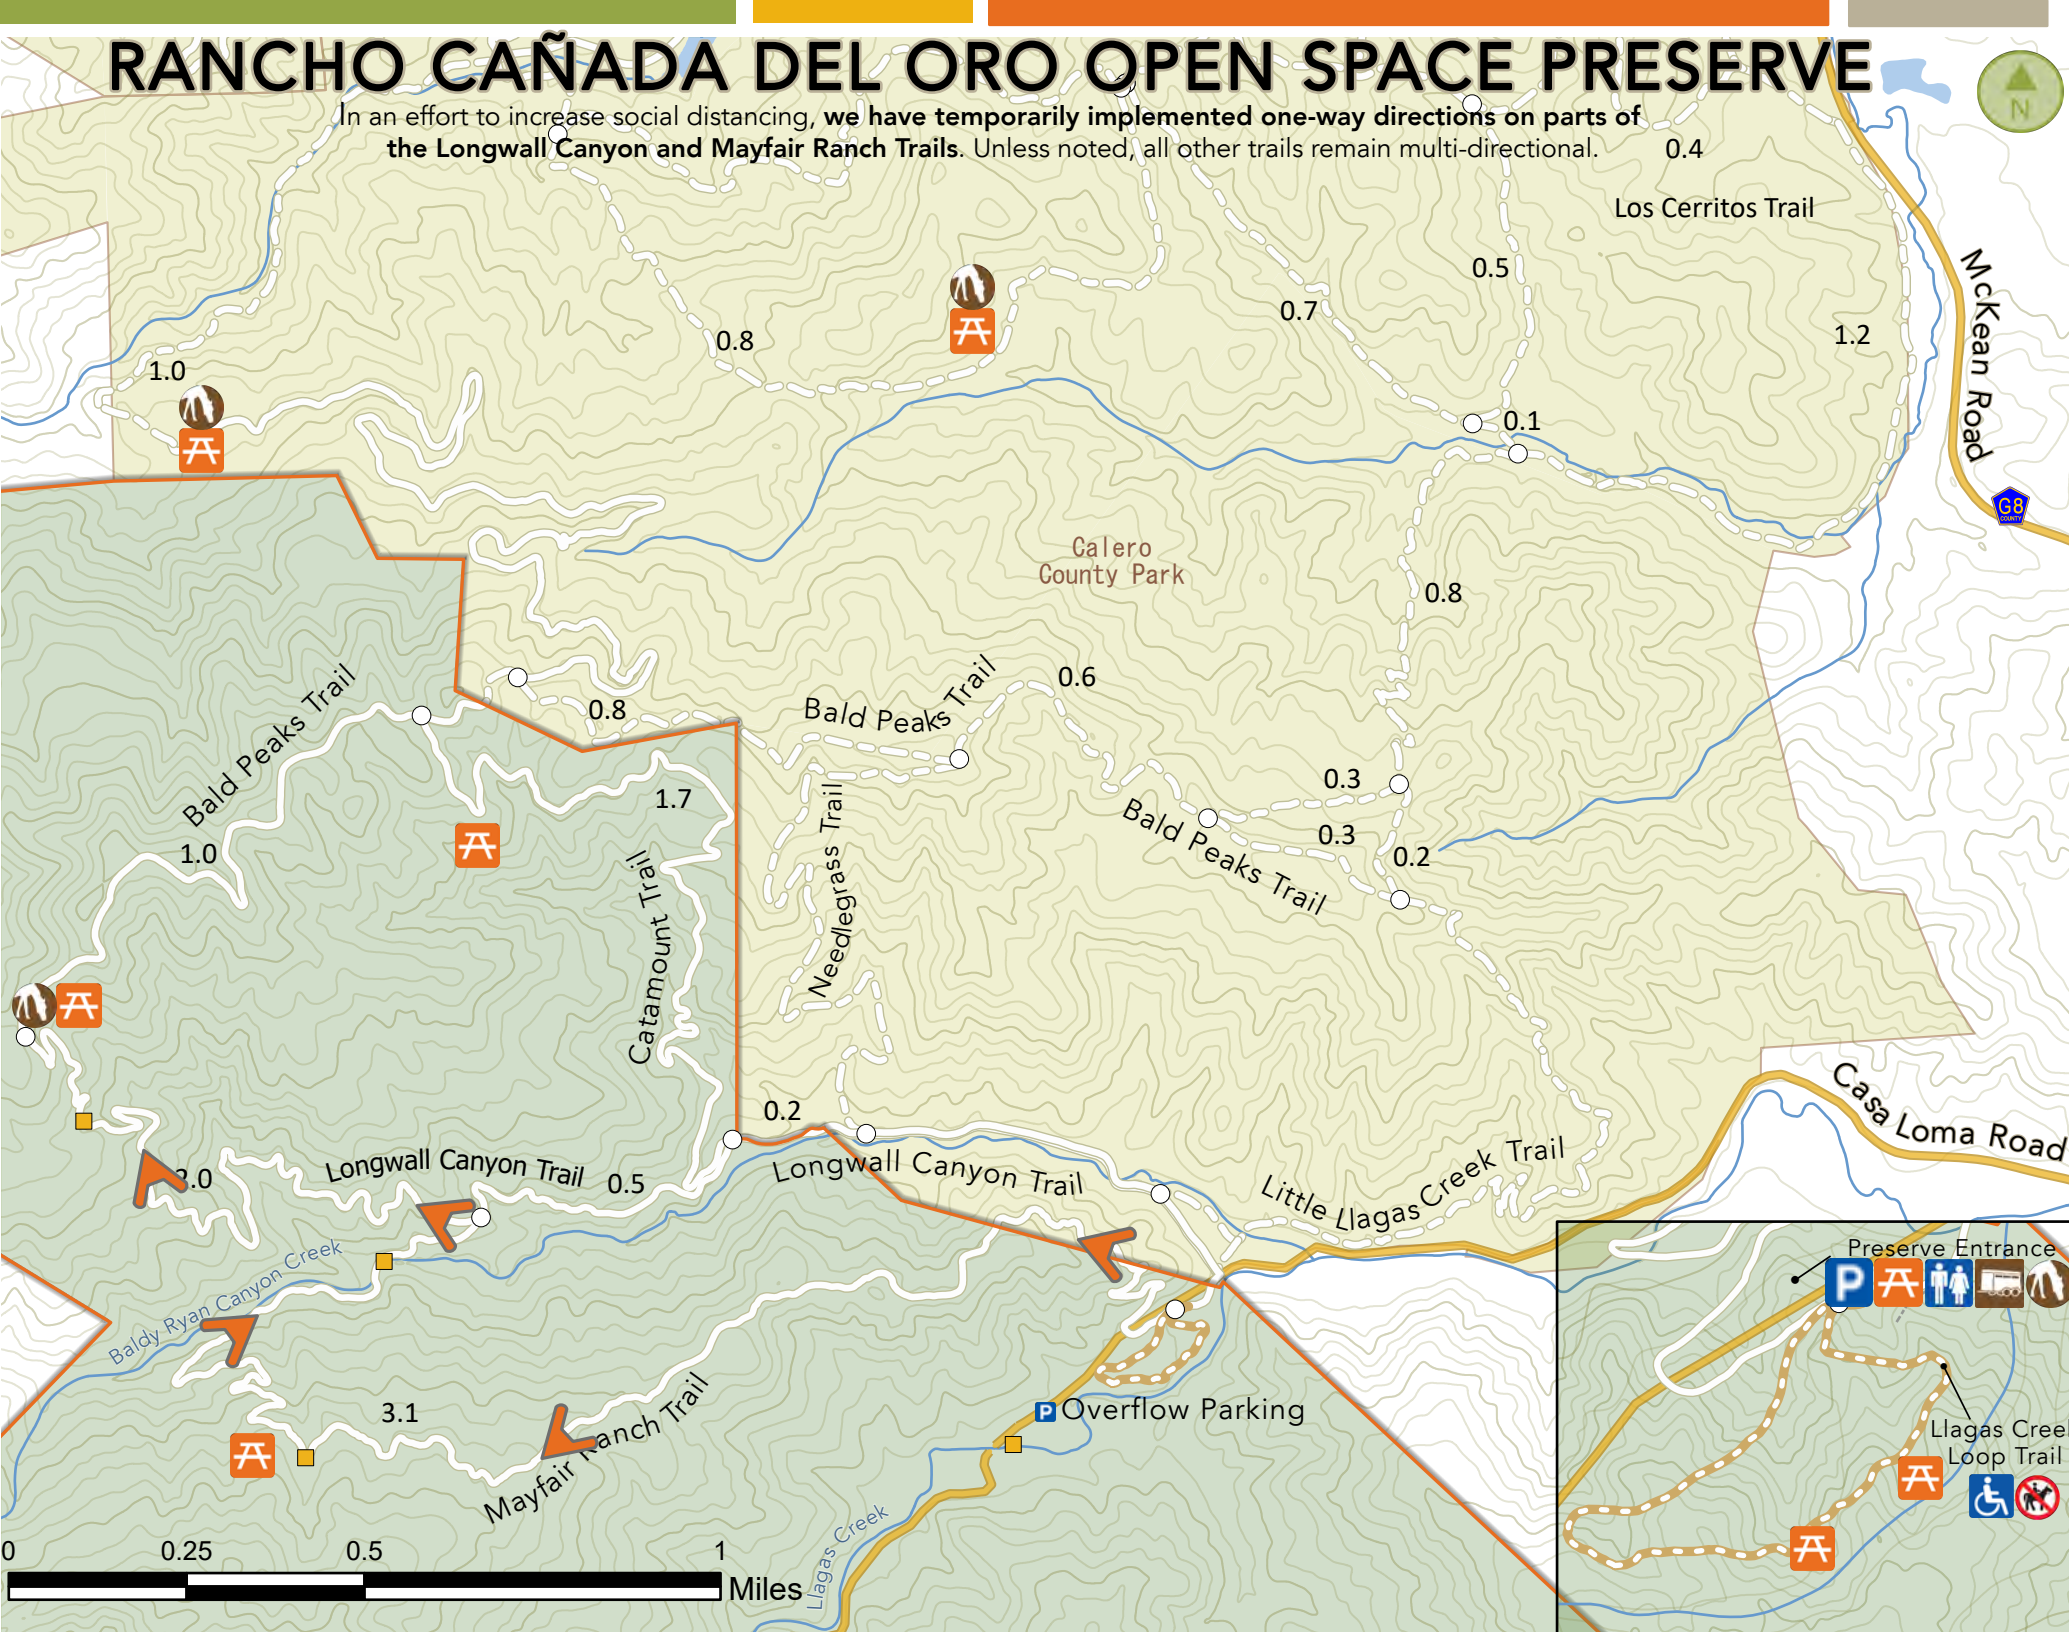 RANCHO CAÑADA DEL ORO OPEN SPACE PRESERVE
In an effort to increase social distancing, we have temporarily implemented one-way directions on parts of
the Longwall Canyon and Mayfair Ranch Trails. Unless noted, all other trails remain multi-directional.
N
0.4
Los Cerritos Trail
McKean Road
0.5
0.7
1.2
0.8
1.0
0.1
G8
COUNTY
Calero
County Park
0.8
Bald Peaks Trail
0.8
Bald Peaks Trail
0.6
0.3
0.3
0.2
Bald Peaks Trail
1.7
1.0
Catamount Trail
Needlegrass Trail
0.2
Casa Loma Road
Longwall Canyon Trail
0.5
Longwall Canyon Trail
Little Llagas Creek Trail
.0
Baldy Ryan Canyon Creek
3.1
Mayfair Ranch Trail
P Overflow Parking
Llagas Creek
Preserve Entrance
P
Llagas Cree
Loop Trail
0 0.25 0.5 1
Miles